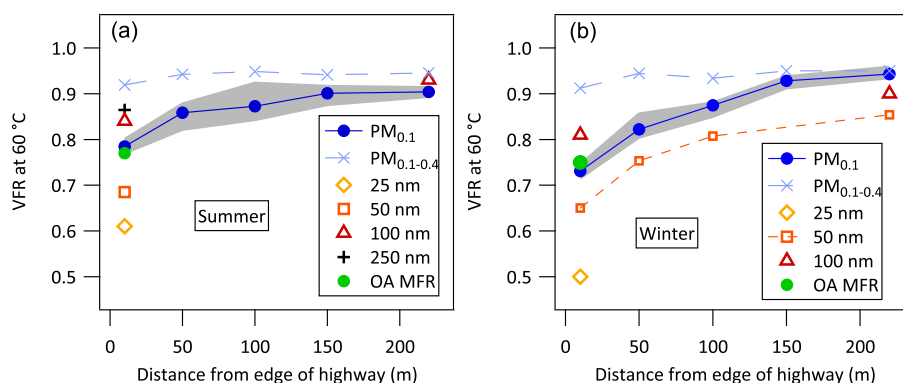 (a)
VFR at 60 °C
1.0
0.9
0.8
0.7
0.6
0.5
PM0.1
PM0.1-0.4
25 nm
50 nm
100 nm
250 nm
OA MFR
Summer
0 50 100 150 200
Distance from edge of highway (m)
(b)
VFR at 60 °C
1.0
0.9
0.8
0.7
0.6
0.5
PM0.1
PM0.1-0.4
25 nm
50 nm
100 nm
OA MFR
Winter
0 50 100 150 200
Distance from edge of highway (m)